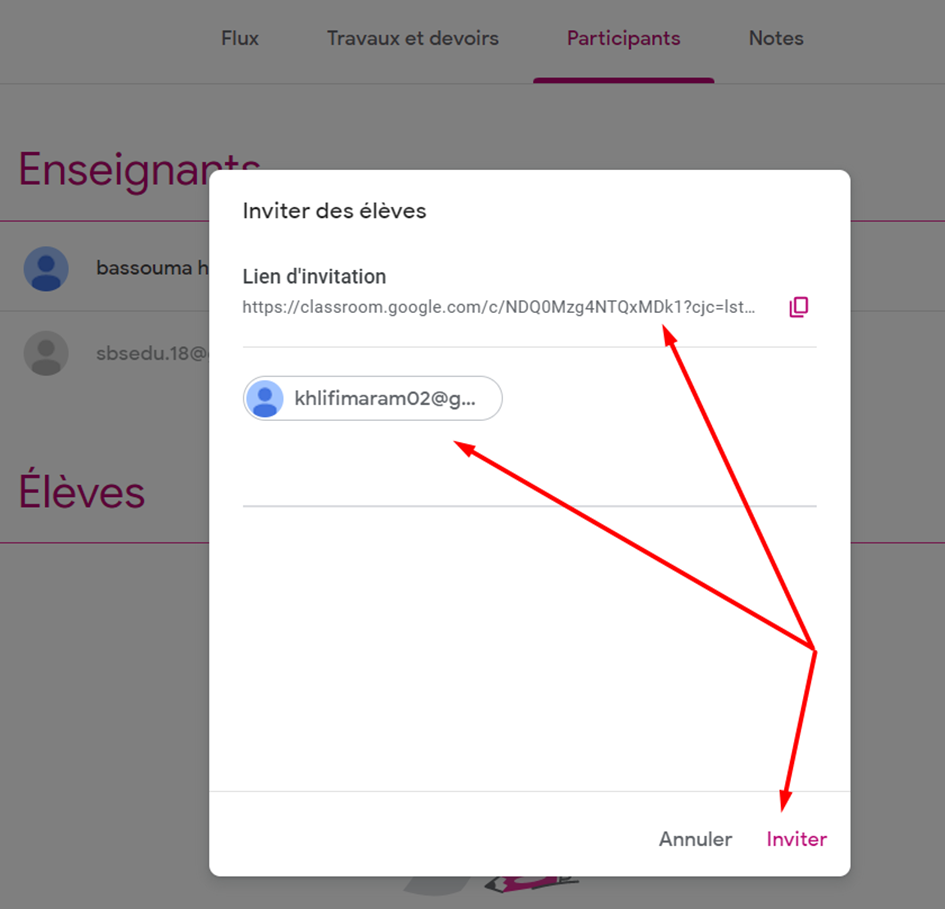 Flux Travaux et devoirs Participants Notes
Enseignants
bassouma h
sbsedu.18@
Élèves
Inviter des élèves
Lien d'invitation
https://classroom.google.com/c/NDQ0Mzg4NTQxMDk1?cjc=lst...
khlifimaram02@g...
Annuler Inviter